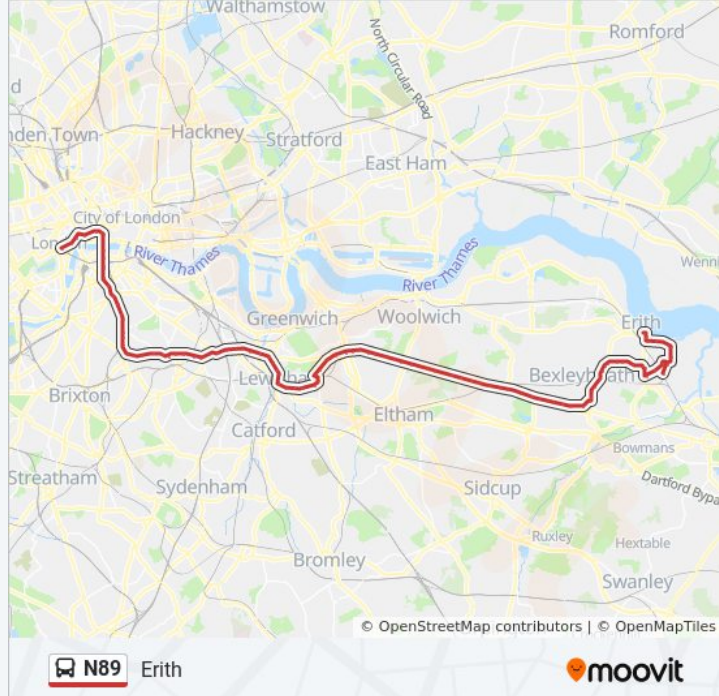 Walthamstow
Romford
North Circular Road
Hackney
Stratford
East Ham
City of London
River Thames
River Thames
Wenni
Greenwich
Woolwich
Erith
Bexleyheath
Brixton
Eltham
Catford
Bowmans
Streatham
Sydenham
Sidcup
Dartford Bypa
Ruxley
Hextable
Bromley
Swanley
© OpenStreetMap contributors | © OpenMapTiles
N89 Erith
moovit